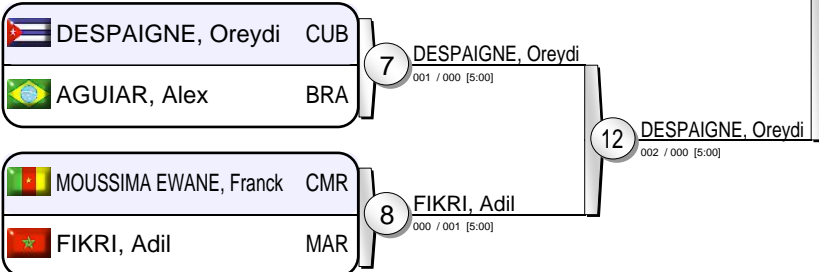 DESPAIGNE, Oreydi CUB
AGUIAR, Alex BRA
7
DESPAIGNE, Oreydi
001 / 000 [5:00]
MOUSSIMA EWANE, Franck CMR
FIKRI, Adil MAR
8
FIKRI, Adil
000 / 001 [5:00]
12
DESPAIGNE, Oreydi
002 / 000 [5:00]